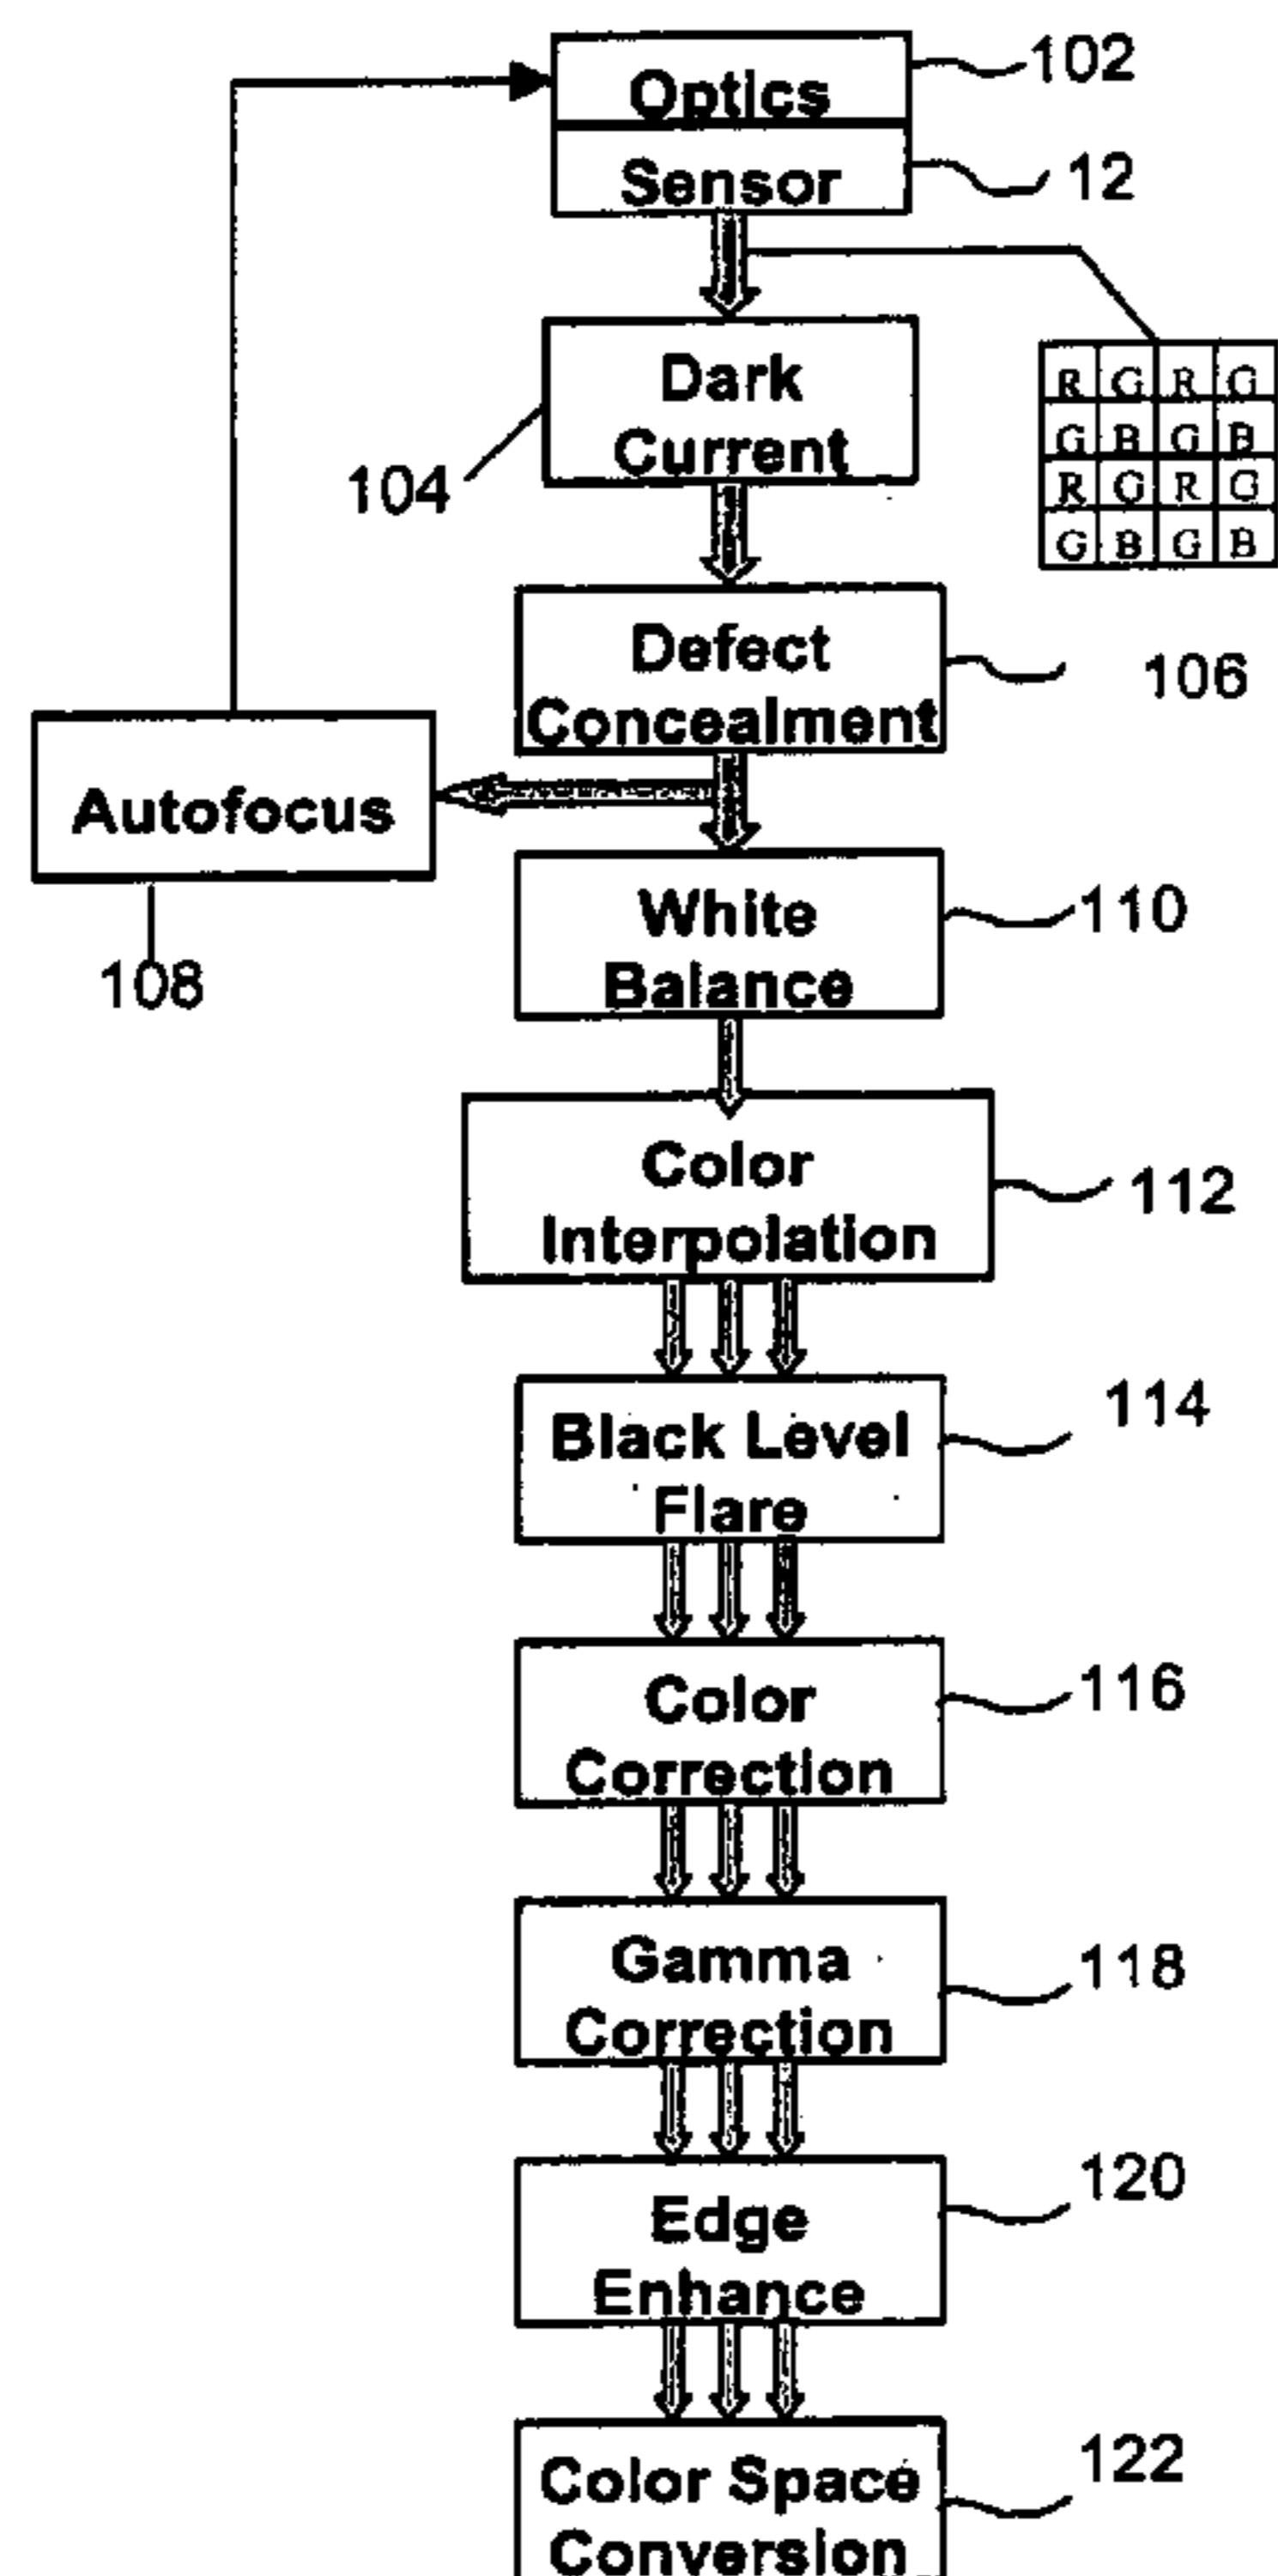 Optics
102
Sensor
12
Dark
Current
104
R G R G
G B G B
R G R G
G B G B
Defect
Concealment
106
Autofocus
108
White
Balance
110
Color
Interpolation
112
Black Level
Flare
114
Color
Correction
116
Gamma
Correction
118
Edge
Enhance
120
Color Space
Conversion
122